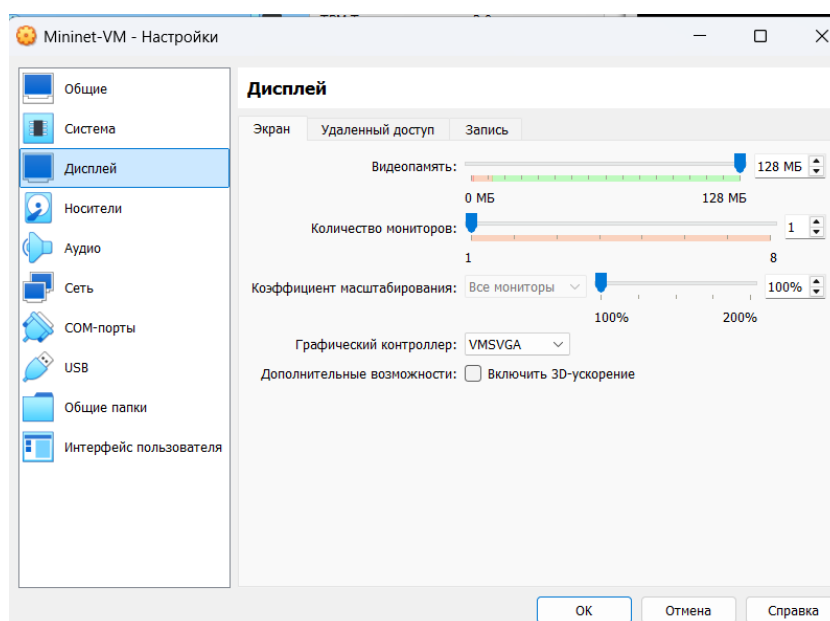 Mininet-VM - Настройки
Общие
Система
Дисплей
Носители
Аудио
Сеть
COM-порты
USB
Общие папки
Интерфейс пользователя
Дисплей
Экран Удаленный доступ Запись
Видеопамять: 128 МБ
0 МБ 128 МБ
Количество мониторов: 1
1 8
Коэффициент масштабирования: Все мониторы 100%
100% 200%
Графический контроллер: VMSVGA
Дополнительные возможности: Включить 3D-ускорение
ОК Отмена Справка